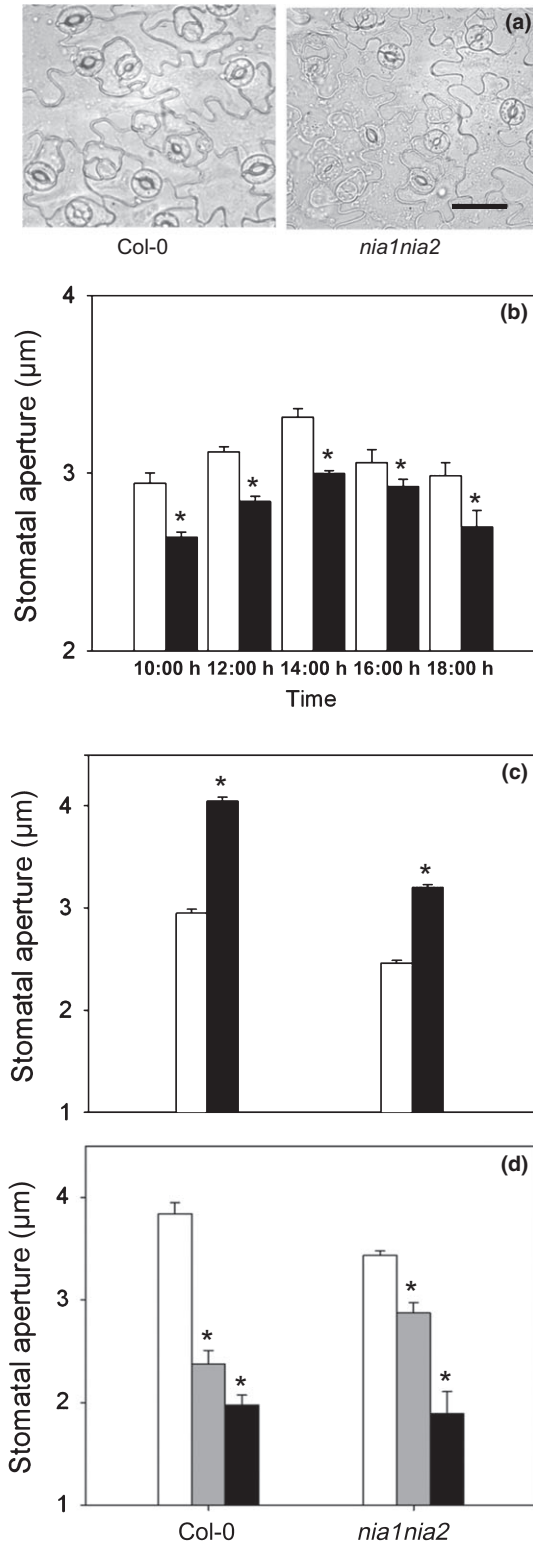 (a)
Col-0 nia1nia2
(b)
Stomatal aperture (µm)
4
3
2
* * * * *
10:00 h 12:00 h 14:00 h 16:00 h 18:00 h
Time
(c)
Stomatal aperture (µm)
4
3
2
1
* *
(d)
Stomatal aperture (µm)
4
3
2
1
* * * *
Col-0 nia1nia2